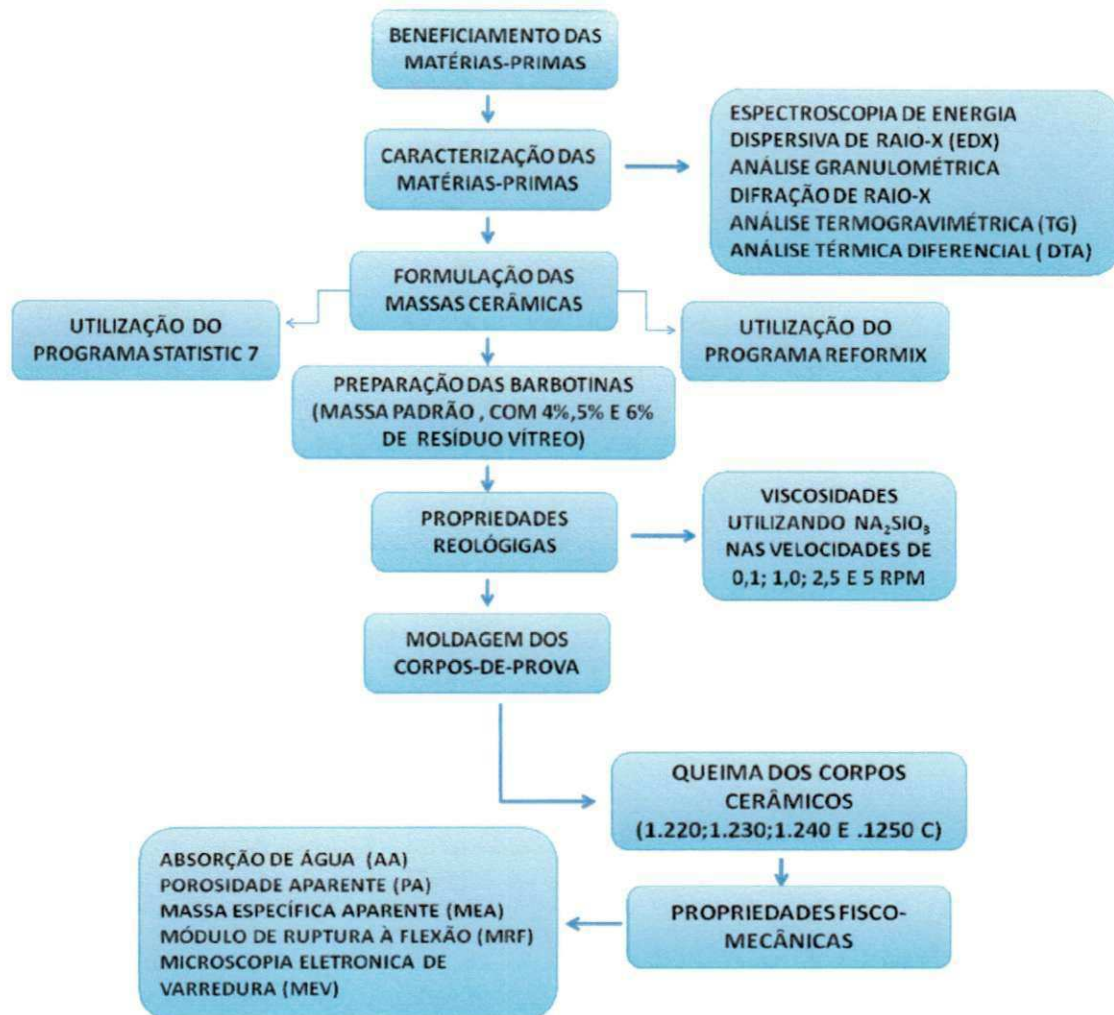 BENEFICIAMENTO DAS
MATÉRIAS-PRIMAS
CARACTERIZAÇÃO DAS
MATÉRIAS-PRIMAS
ESPECTROSCOPIA DE ENERGIA
DISPERSIVA DE RAIO-X (EDX)
ANÁLISE GRANULOMÉTRICA
DIFRAÇÃO DE RAIO-X
ANÁLISE TERMOGRAVIMÉTRICA (TG)
ANÁLISE TÉRMICA DIFERENCIAL ( DTA)
FORMULAÇÃO DAS
MASSAS CERÂMICAS
UTILIZAÇÃO DO
PROGRAMA STATISTIC 7
UTILIZAÇÃO DO
PROGRAMA REFORMIX
PREPARAÇÃO DAS BARBOTINAS
(MASSA PADRÃO , COM 4%,5% E 6%
DE RESÍDUO VÍTREO)
PROPRIEDADES
REOLÓGIGAS
VISCOSIDADES
UTILIZANDO NA₂SIO₃
NAS VELOCIDADES DE
0,1; 1,0; 2,5 E 5 RPM
MOLDAGEM DOS
CORPOS-DE-PROVA
QUEIMA DOS CORPOS
CERÂMICOS
(1.220;1.230;1.240 E .1250 C)
PROPRIEDADES FISCO-
MECÂNICAS
ABSORÇÃO DE ÁGUA (AA)
POROSIDADE APARENTE (PA)
MASSA ESPECÍFICA APARENTE (MEA)
MÓDULO DE RUPTURA À FLEXÃO (MRF)
MICROSCOPIA ELETRONICA DE
VARREDURA (MEV)